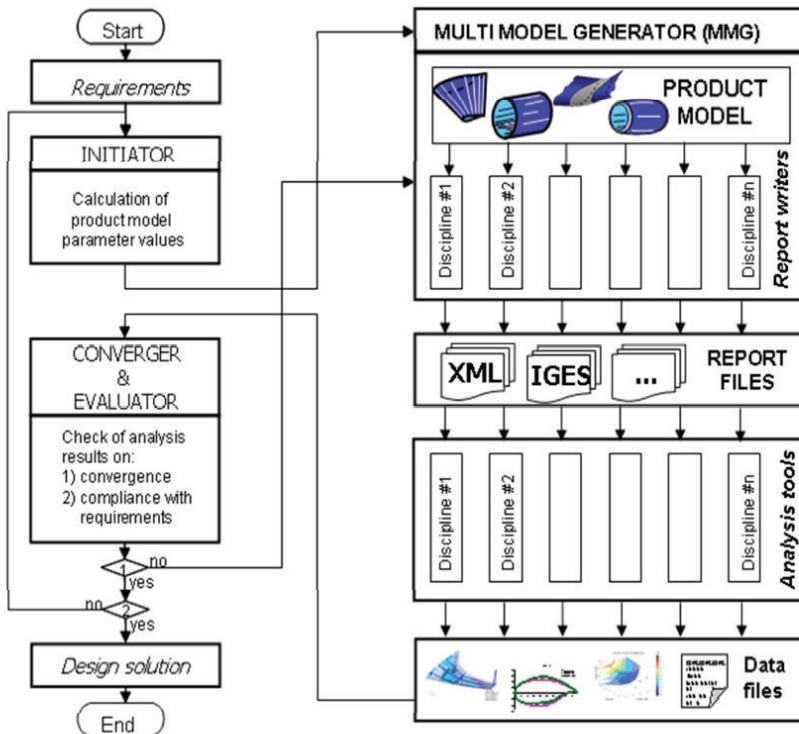 Start
Requirements
INITIATOR
Calculation of
product model
parameter values
CONVERGER
&
EVALUATOR
Check of analysis
results on:
1) convergence
2) compliance with
requirements
1
no
yes
no
2
yes
Design solution
End
MULTI MODEL GENERATOR (MMG)
PRODUCT
MODEL
Discipline #1
Discipline #2
Discipline #n
Report writers
XML
IGES
...
REPORT
FILES
Discipline #1
Discipline #2
Discipline #n
Analysis tools
Data
files